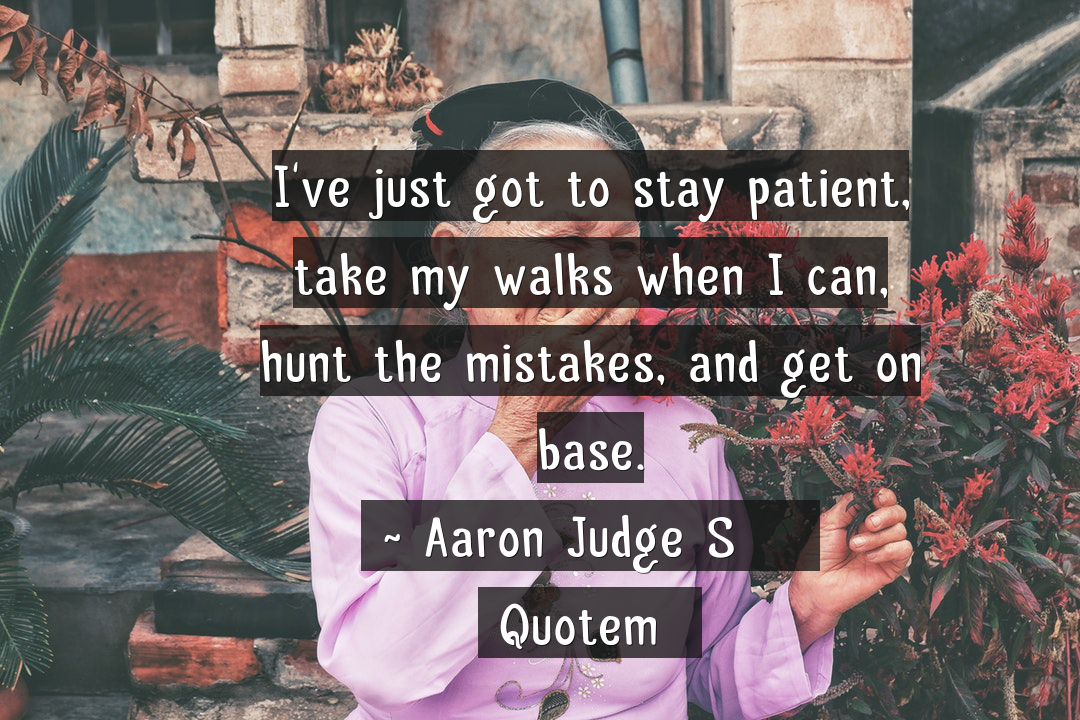 I've just got to stay patient,
take my walks when I can,
hunt the mistakes, and get on
base.
~ Aaron Judge S
Quotem